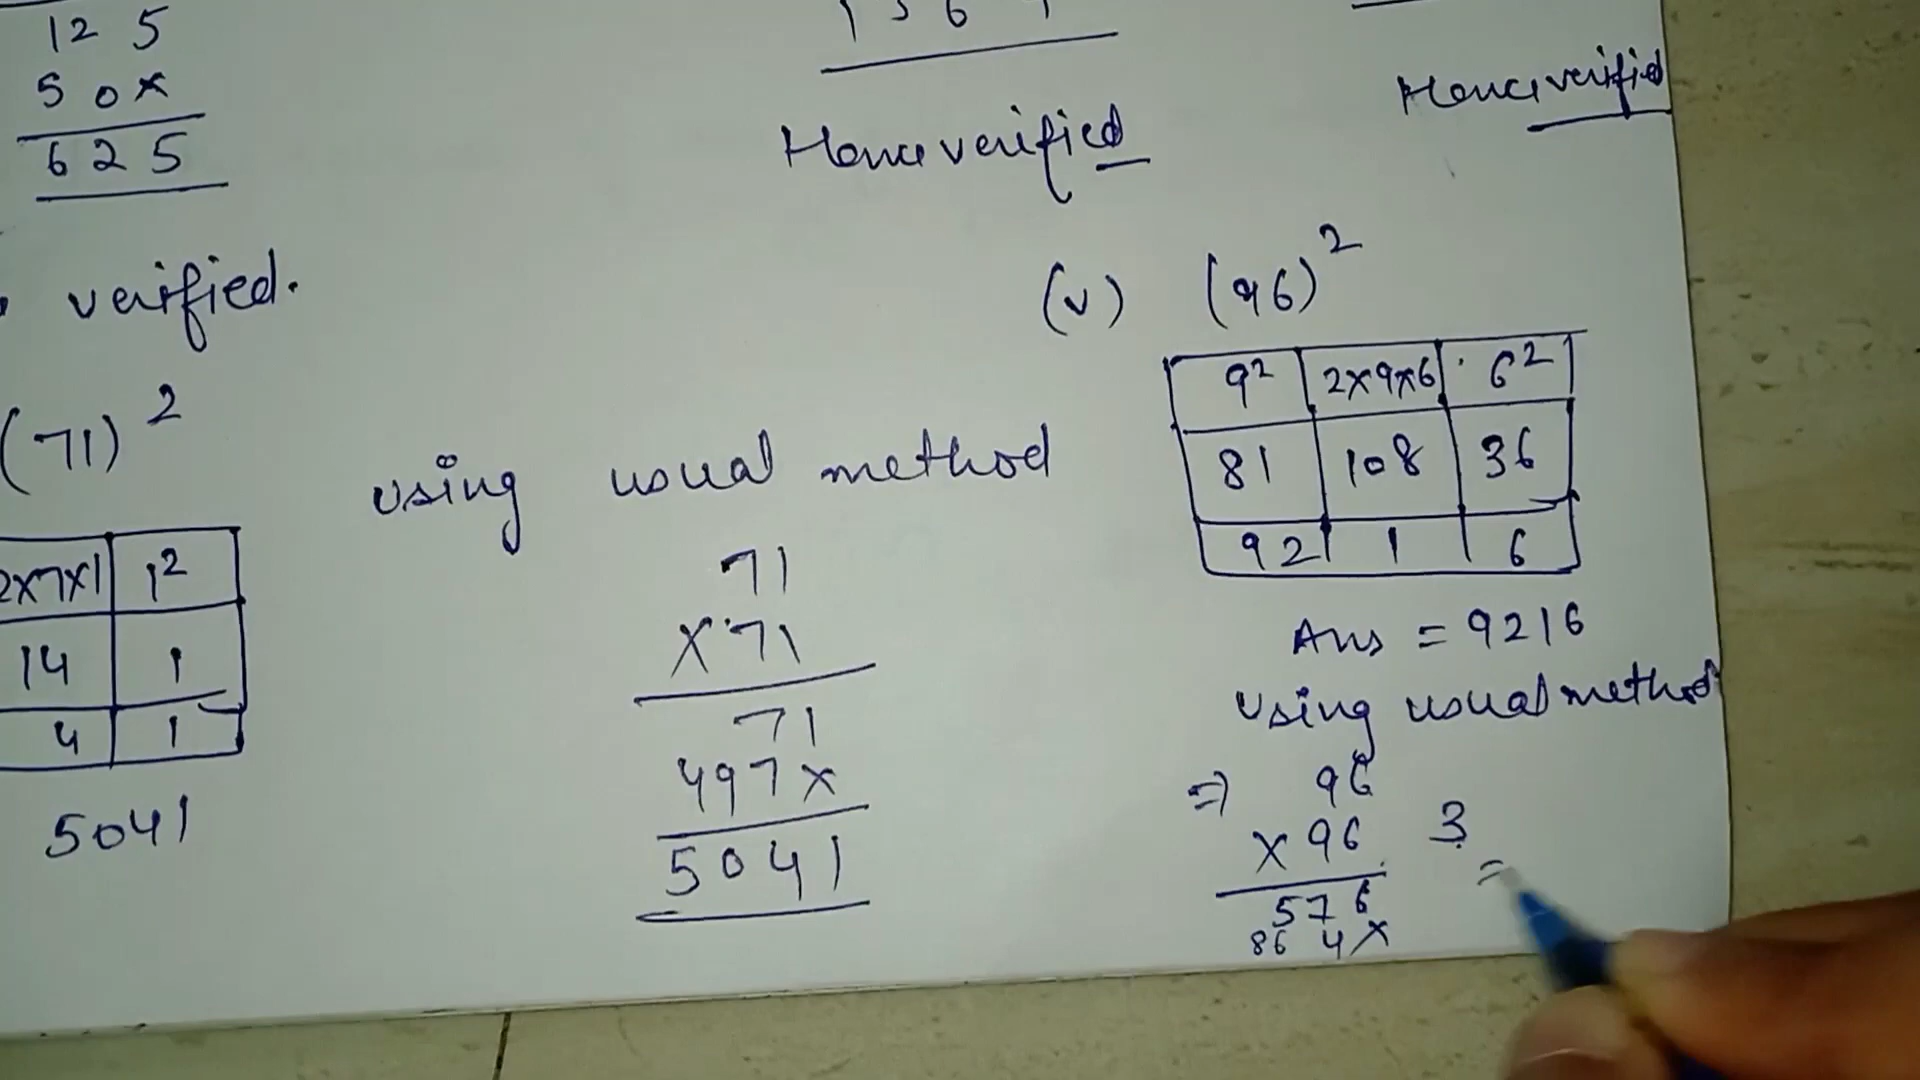 12 5
5 0 x
6 2 5
verified.
(71)²
2x7x1 1²
14 1
4 1
5041
Hence verified
using usual method
71
X 71
71
497x
5041
Hence verified
(v) (96)²
9² 2x9x6 6²
81 108 36
92 1 6
Ans = 9216
Using usual method
=> 96
X 96 3
=
576
864x